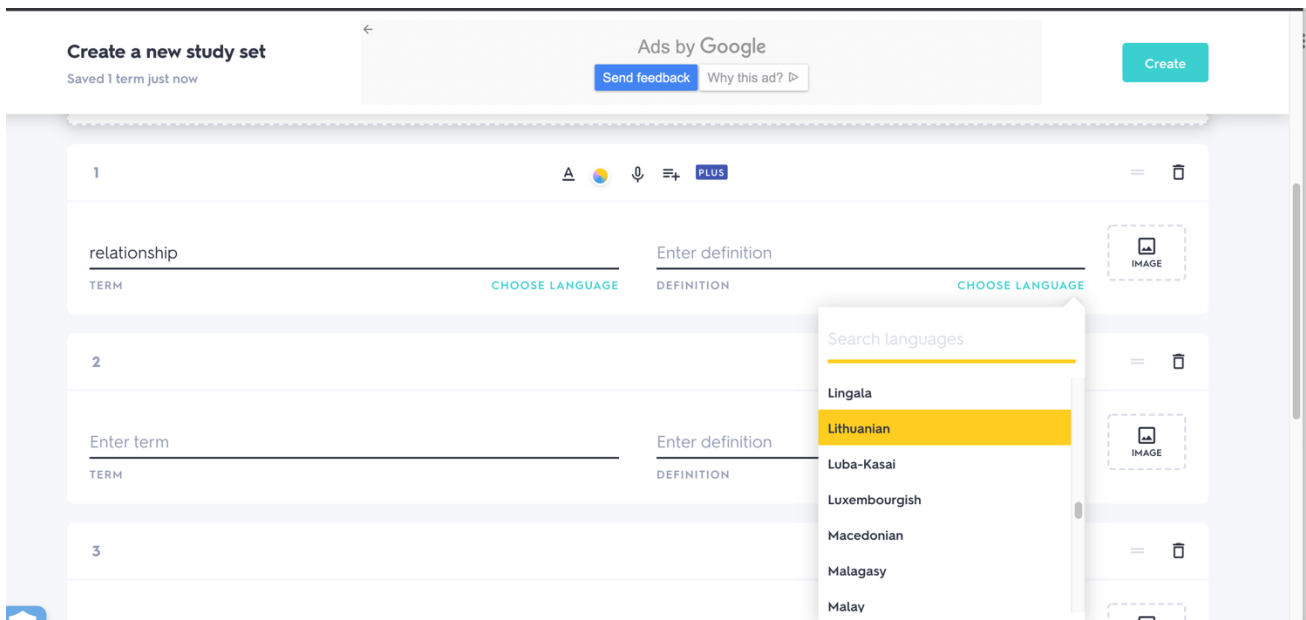 Create a new study set
Saved 1 term just now
Ads by Google
Send feedback
Why this ad?
Create
1
A
PLUS
relationship
TERM
CHOOSE LANGUAGE
Enter definition
DEFINITION
CHOOSE LANGUAGE
IMAGE
Search languages
Lingala
Lithuanian
Luba-Kasai
Luxembourgish
Macedonian
Malagasy
Malay
2
Enter term
TERM
Enter definition
DEFINITION
IMAGE
3